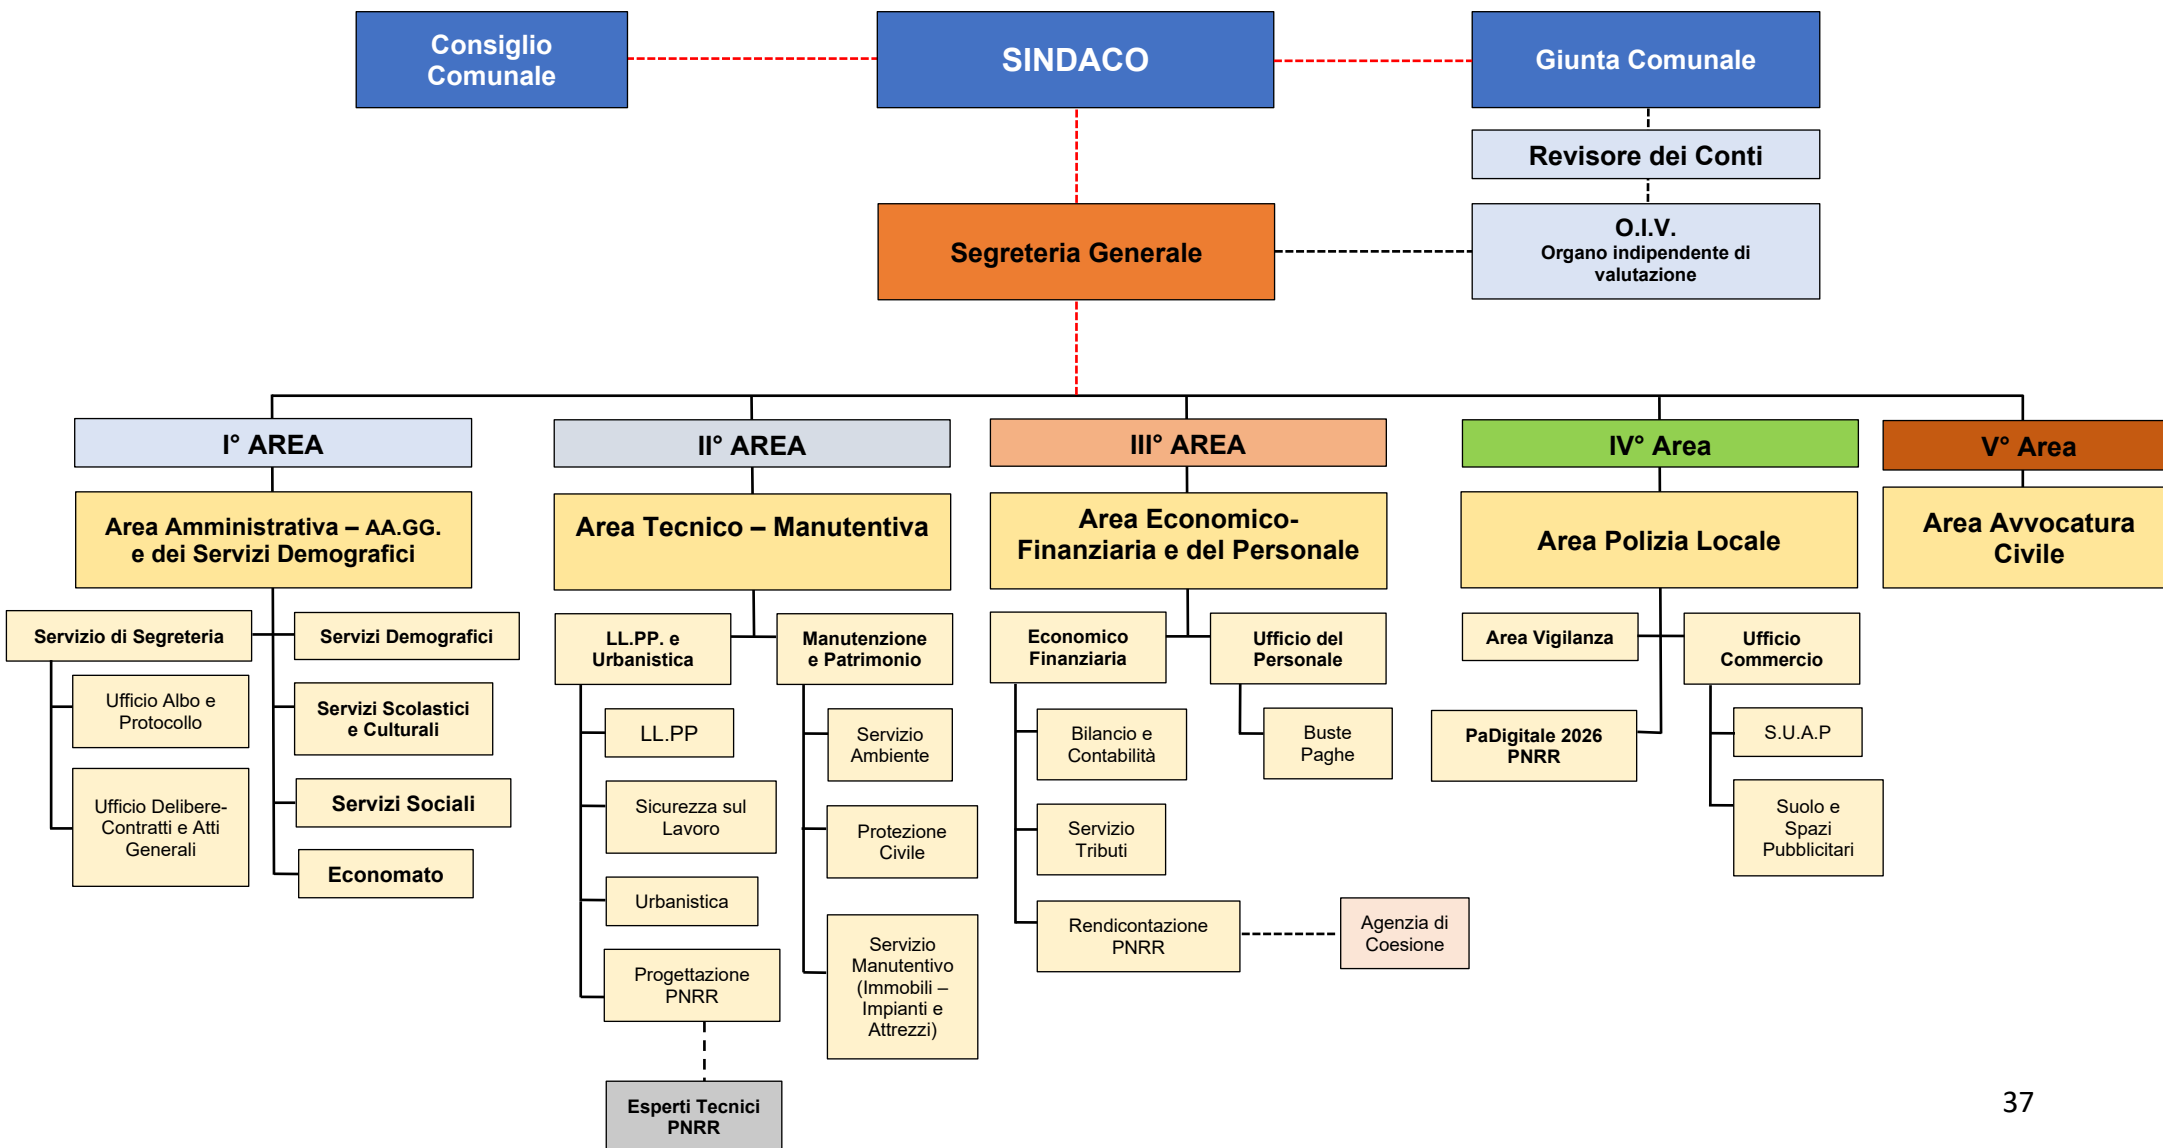 Consiglio
Comunale
SINDACO
Giunta Comunale
Revisore dei Conti
Segreteria Generale
O.I.V.
Organo indipendente di
valutazione
I° AREA
II° AREA
III° AREA
IV° Area
V° Area
Area Amministrativa – AA.GG.
e dei Servizi Demografici
Area Tecnico – Manutentiva
Area Economico-
Finanziaria e del Personale
Area Polizia Locale
Area Avvocatura
Civile
Servizio di Segreteria
Servizi Demografici
Ufficio Albo e
Protocollo
Servizi Scolastici
e Culturali
Ufficio Delibere-
Contratti e Atti
Generali
Servizi Sociali
Economato
LL.PP. e
Urbanistica
Manutenzione
e Patrimonio
LL.PP
Servizio
Ambiente
Sicurezza sul
Lavoro
Protezione
Civile
Urbanistica
Progettazione
PNRR
Servizio
Manutentivo
(Immobili –
Impianti e
Attrezzi)
Esperti Tecnici
PNRR
Economico
Finanziaria
Ufficio del
Personale
Bilancio e
Contabilità
Buste
Paghe
Servizio
Tributi
Rendicontazione
PNRR
Agenzia di
Coesione
Area Vigilanza
Ufficio
Commercio
PaDigitale 2026
PNRR
S.U.A.P
Suolo e
Spazi
Pubblicitari
37